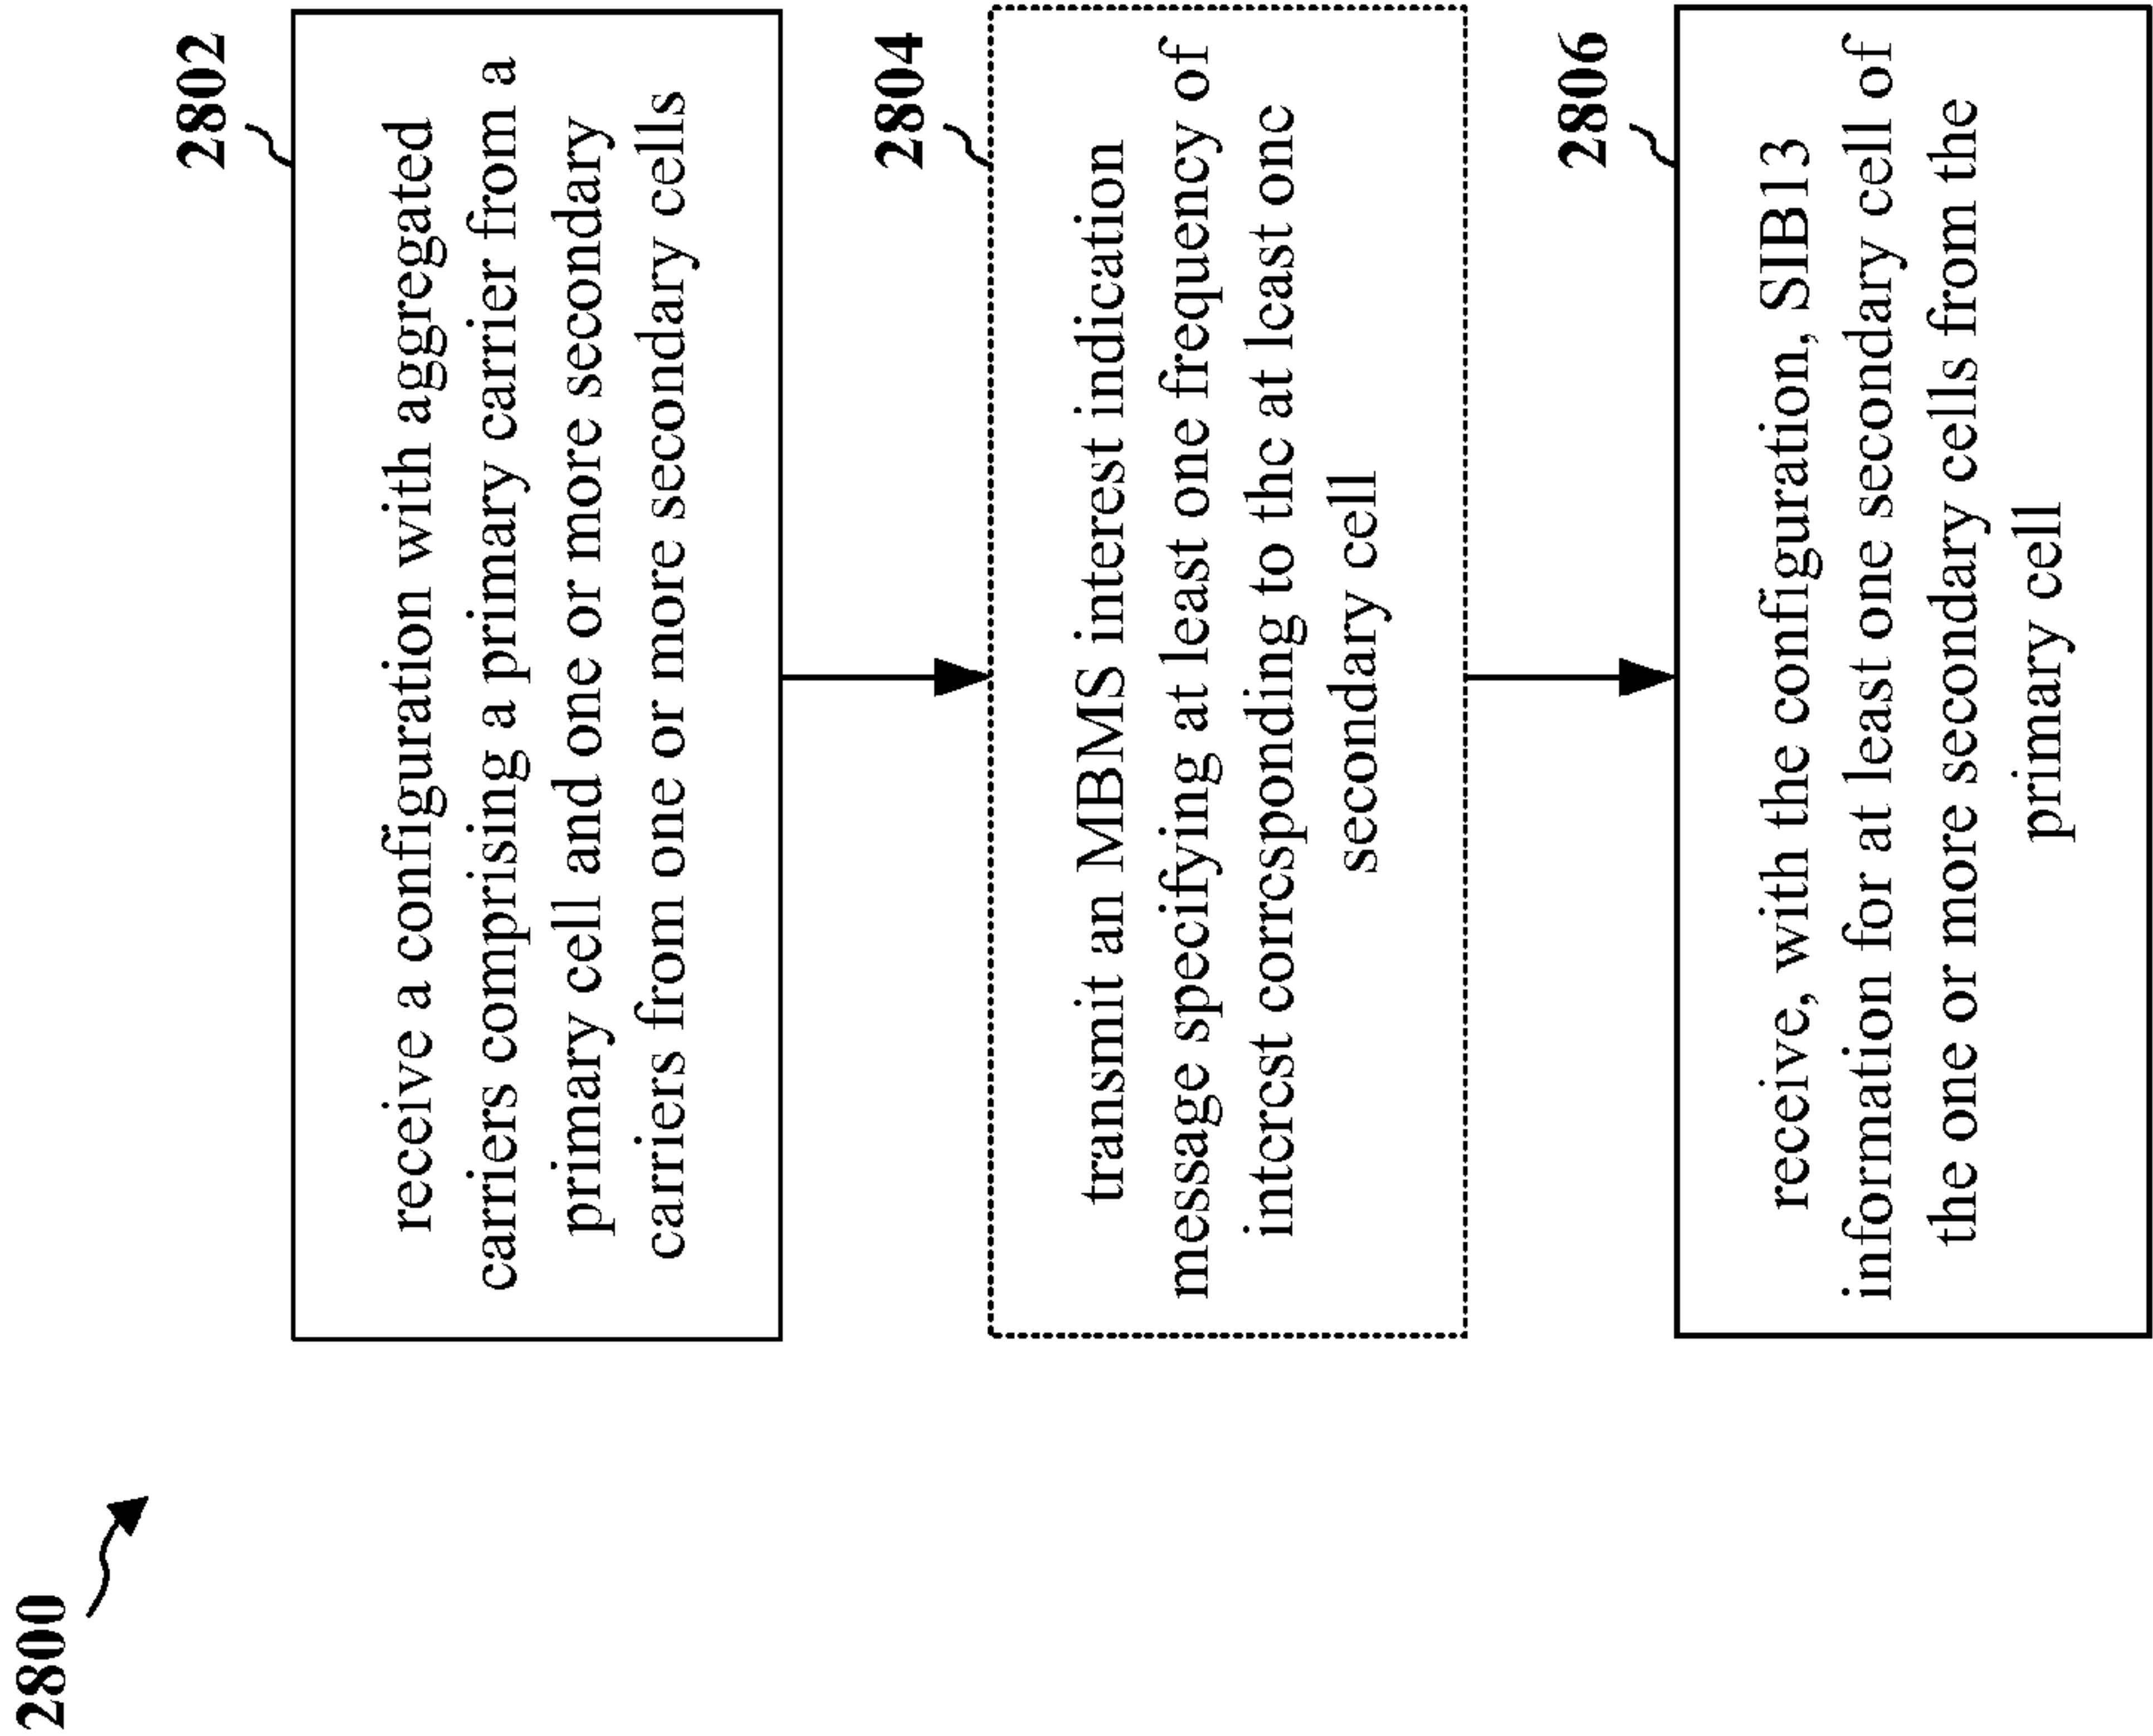 2800
2802
receive a configuration with aggregated
carriers comprising a primary carrier from a
primary cell and one or more secondary
carriers from one or more secondary cells
2804
transmit an MBMS interest indication
message specifying at least one frequency of
interest corresponding to the at least one
secondary cell
2806
receive, with the configuration, SIB13
information for at least one secondary cell of
the one or more secondary cells from the
primary cell